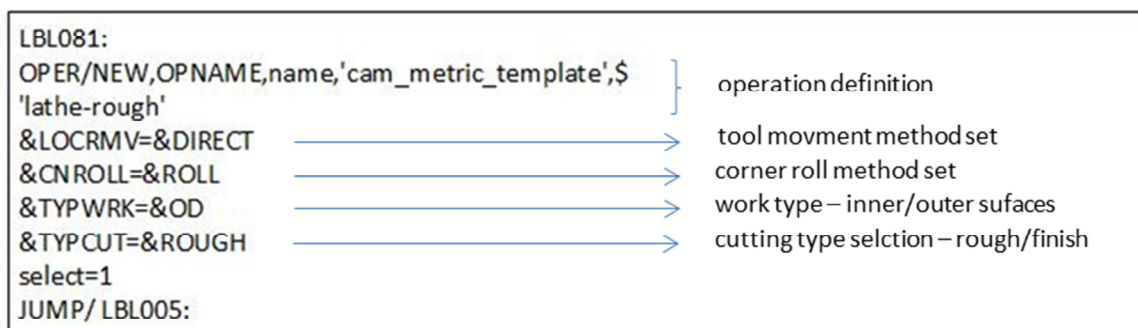 LBL081:
OPER/NEW,OPNAME,name,'cam_metric_template',$
'lathe-rough'
operation definition
&LOCRMV=&DIRECT
tool movment method set
&CNROLL=&ROLL
corner roll method set
&TYPWRK=&OD
work type – inner/outer sufaces
&TYPCUT=&ROUGH
cutting type selction – rough/finish
select=1
JUMP/ LBL005: